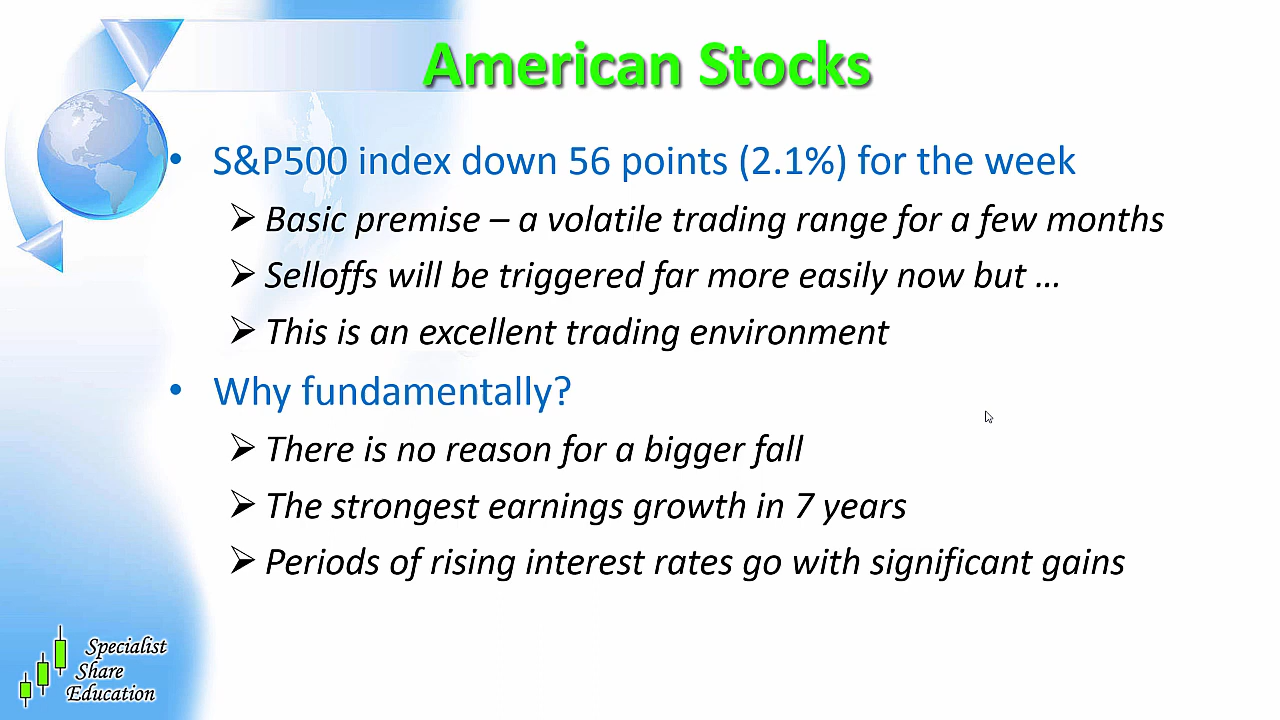 American Stocks
• S&P500 index down 56 points (2.1%) for the week
➢ Basic premise – a volatile trading range for a few months
➢ Selloffs will be triggered far more easily now but ...
➢ This is an excellent trading environment
• Why fundamentally?
➢ There is no reason for a bigger fall
➢ The strongest earnings growth in 7 years
➢ Periods of rising interest rates go with significant gains
Specialist
Share
Education